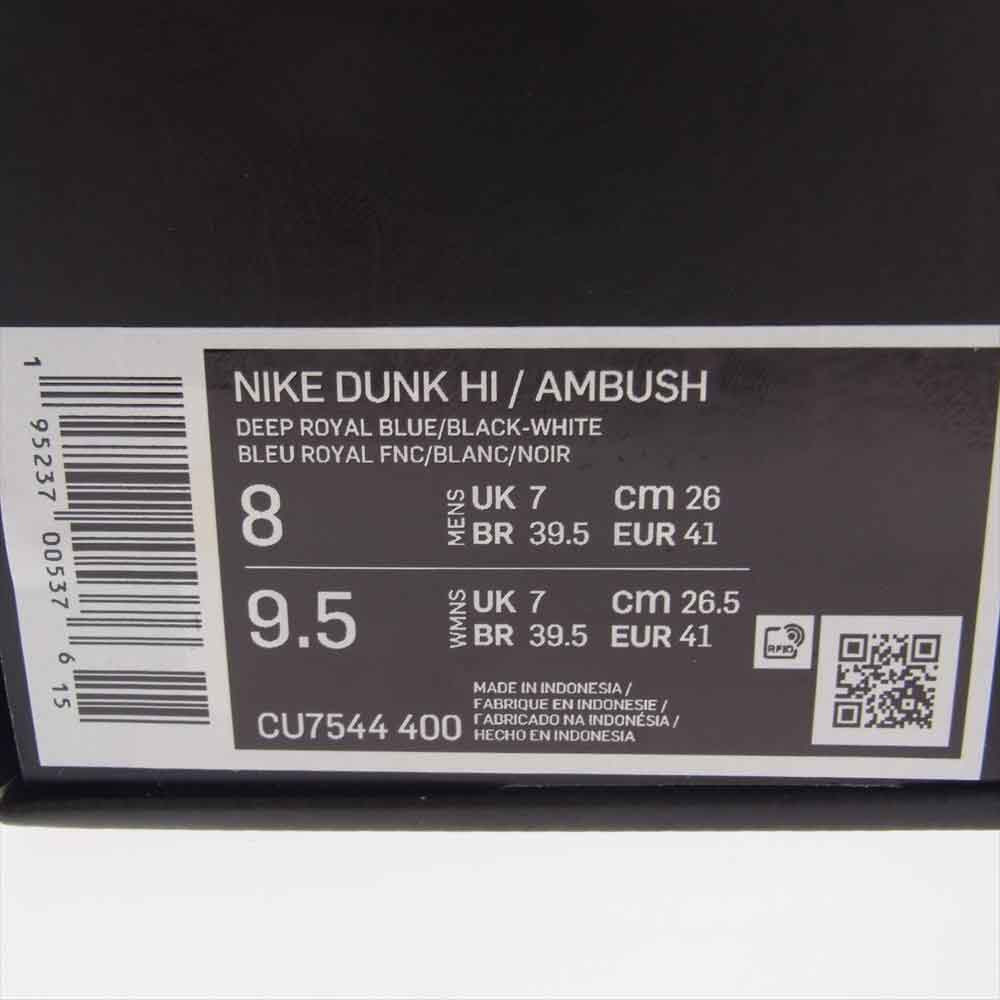 1 95237 00537 6 15
NIKE DUNK HI / AMBUSH
DEEP ROYAL BLUE/BLACK-WHITE
BLEU ROYAL FNC/BLANC/NOIR
8 MENS UK 7 cm 26
BR 39.5 EUR 41
9.5 WMNS UK 7 cm 26.5
BR 39.5 EUR 41
RFID
CU7544 400
MADE IN INDONESIA /
FABRIQUE EN INDONESIE /
FABRICADO NA INDONÉSIA /
HECHO EN INDONESIA